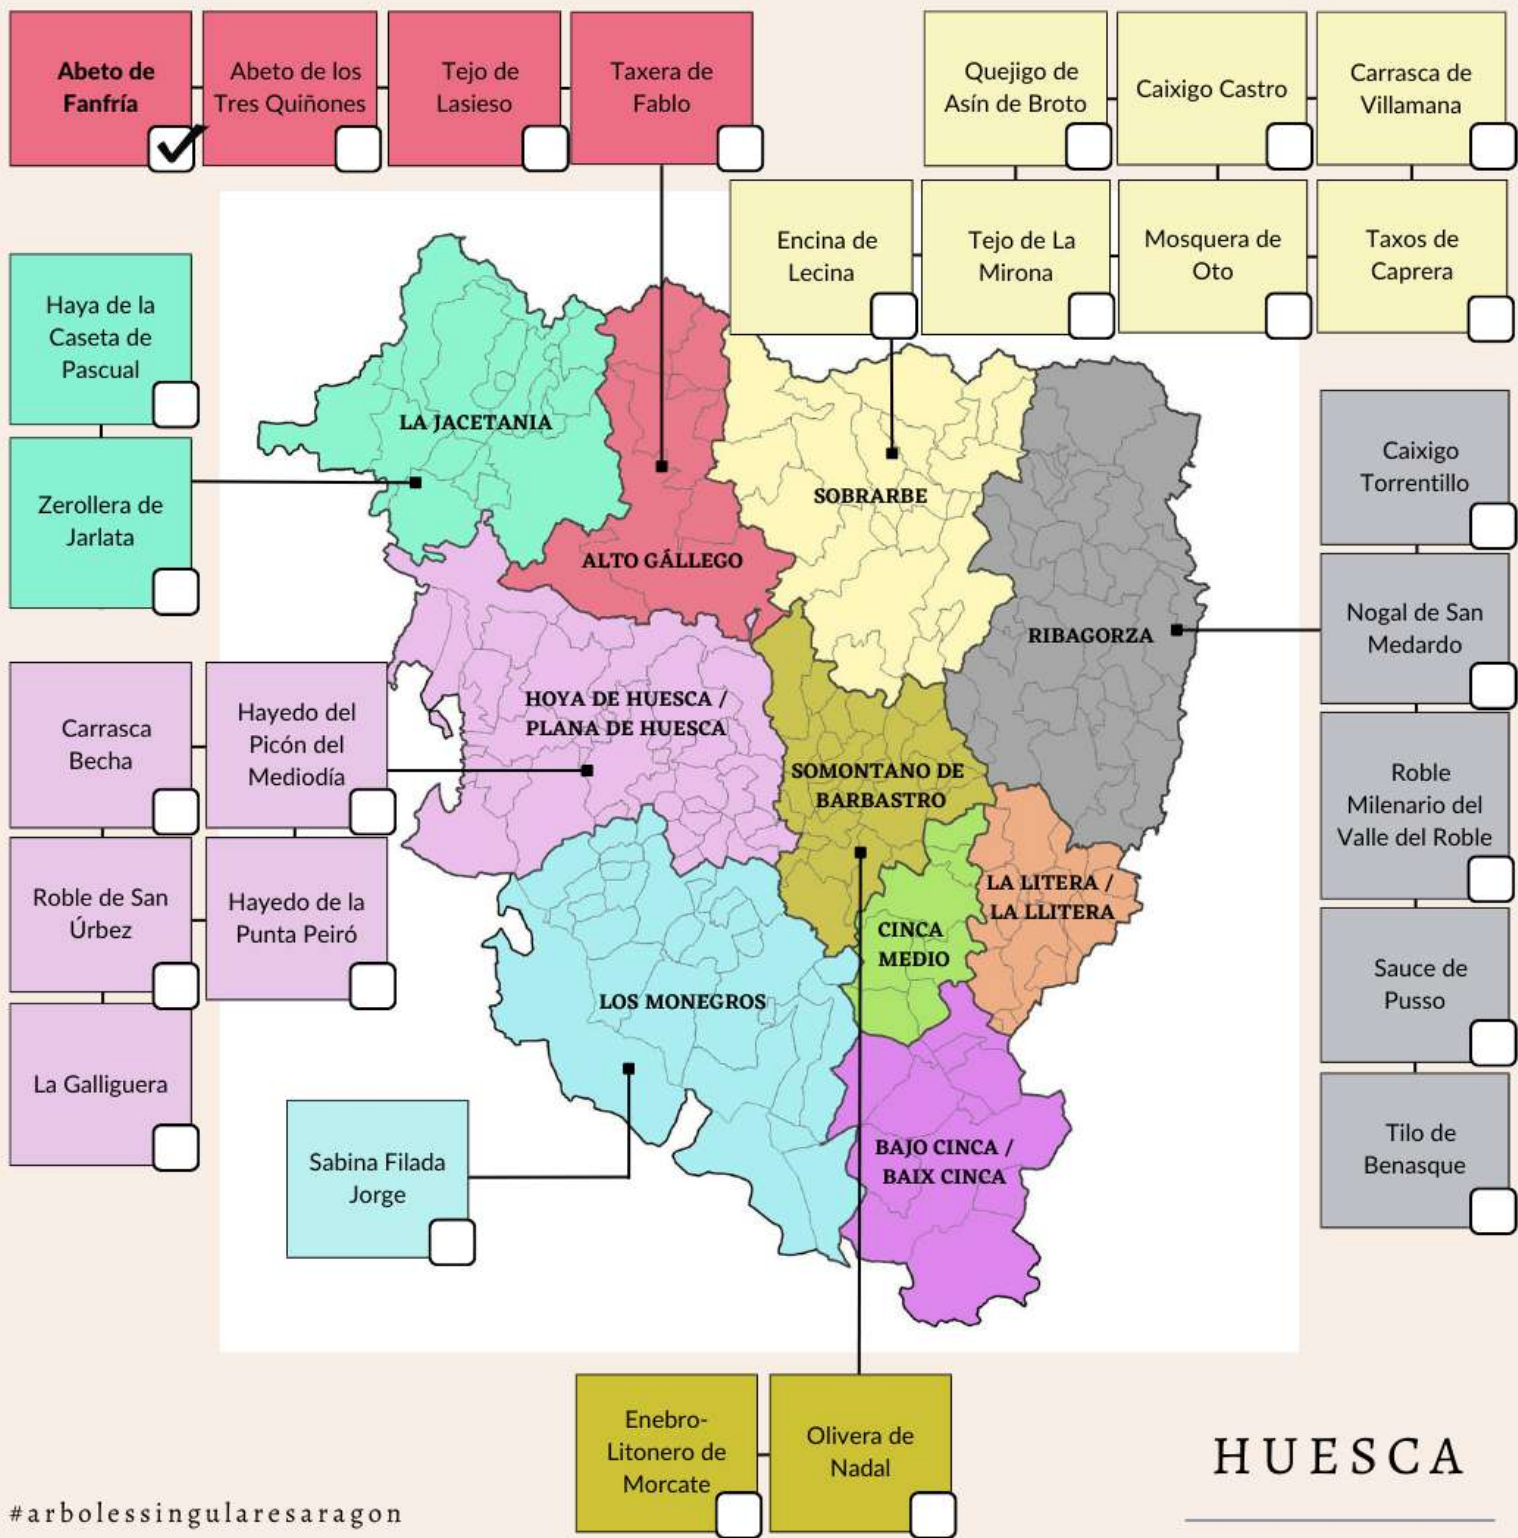 Abeto de
Fanfría
Abeto de los
Tres Quiñones
Tejo de
Lasieso
Taxera de
Fablo
Quejigo de
Asín de Broto
Caixigo Castro
Carrasca de
Villamana
Encina de
Lecina
Tejo de La
Mirona
Mosquera de
Oto
Taxos de
Caprera
Haya de la
Caseta de
Pascual
Zerollera de
Jarlata
LA JACETANIA
ALTO GÁLLEGO
SOBRARBE
RIBAGORZA
Caixigo
Torrentillo
Nogal de San
Medardo
Roble
Milenario del
Valle del Roble
Sauce de
Pusso
Tilo de
Benasque
Carrasca
Becha
Hayedo del
Picón del
Mediodía
Roble de San
Úrbez
Hayedo de la
Punta Peiró
La Galliguera
HOYA DE HUESCA /
PLANA DE HUESCA
SOMONTANO DE
BARBASTRO
LA LITERA /
LA LLITERA
CINCA
MEDIO
LOS MONEGROS
BAJO CINCA /
BAIX CINCA
Sabina Filada
Jorge
Enebro-
Litonero de
Morcate
Olivera de
Nadal
HUESCA
#arbolessingularesaragon